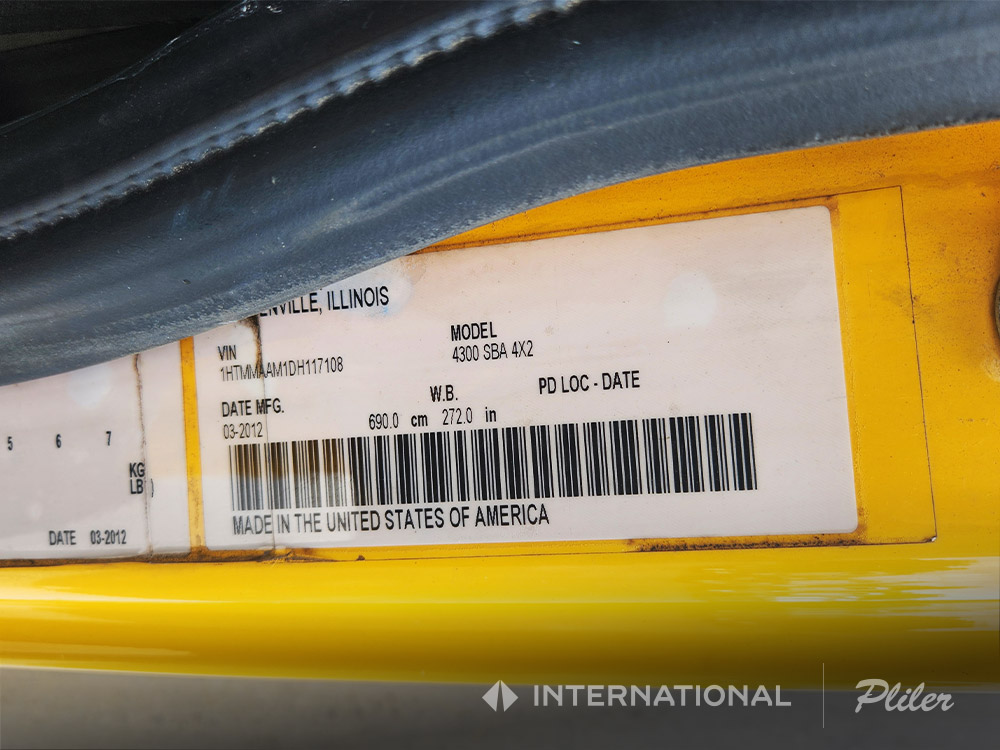 ENVILLE, ILLINOIS
VIN
1HTMMAAM1DH117108
MODEL
4300 SBA 4X2
DATE MFG.
03-2012
W.B.
690.0 cm 272.0 in
PD LOC - DATE
MADE IN THE UNITED STATES OF AMERICA
5 6 7
KG
LB )
DATE 03-2012
INTERNATIONAL
Pliler